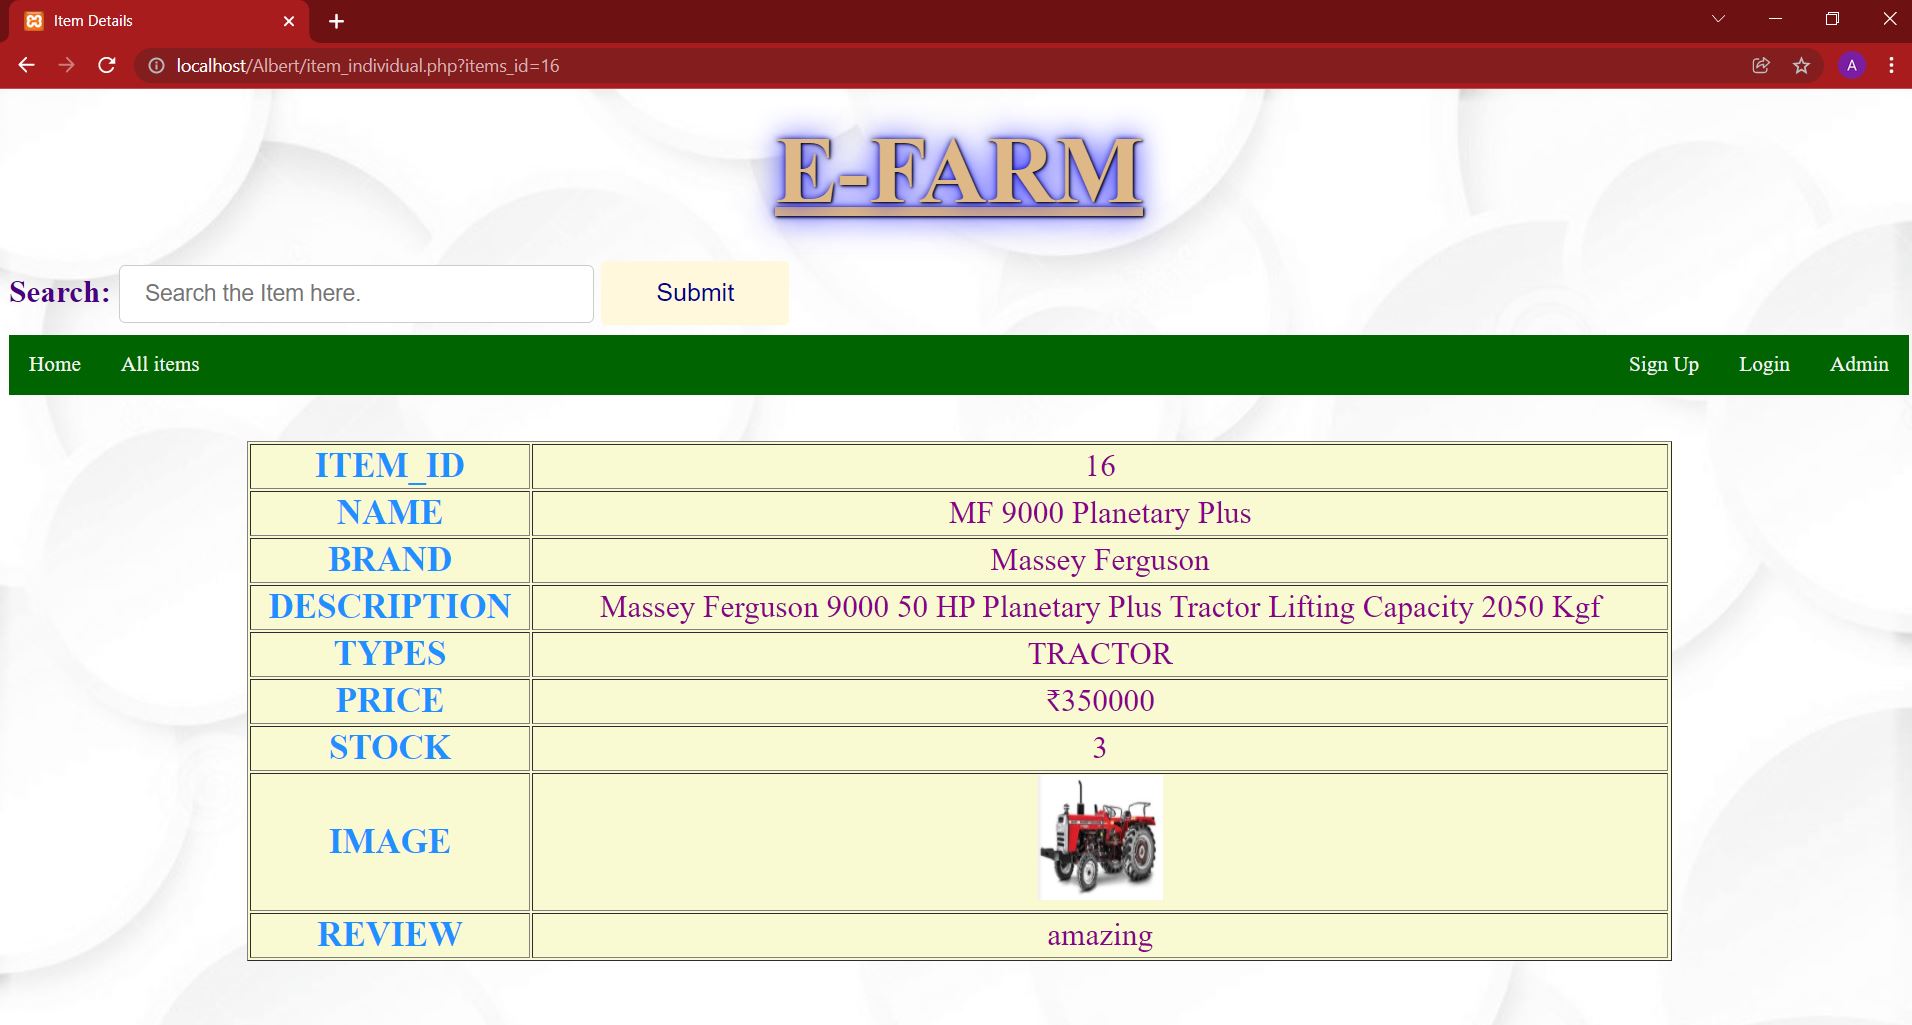 Item Details
localhost/Albert/item_individual.php?items_id=16
A
E-FARM
Search: Search the Item here. Submit
Home All items Sign Up Login Admin
ITEM_ID 16
NAME MF 9000 Planetary Plus
BRAND Massey Ferguson
DESCRIPTION Massey Ferguson 9000 50 HP Planetary Plus Tractor Lifting Capacity 2050 Kgf
TYPES TRACTOR
PRICE ₹350000
STOCK 3
IMAGE
REVIEW amazing